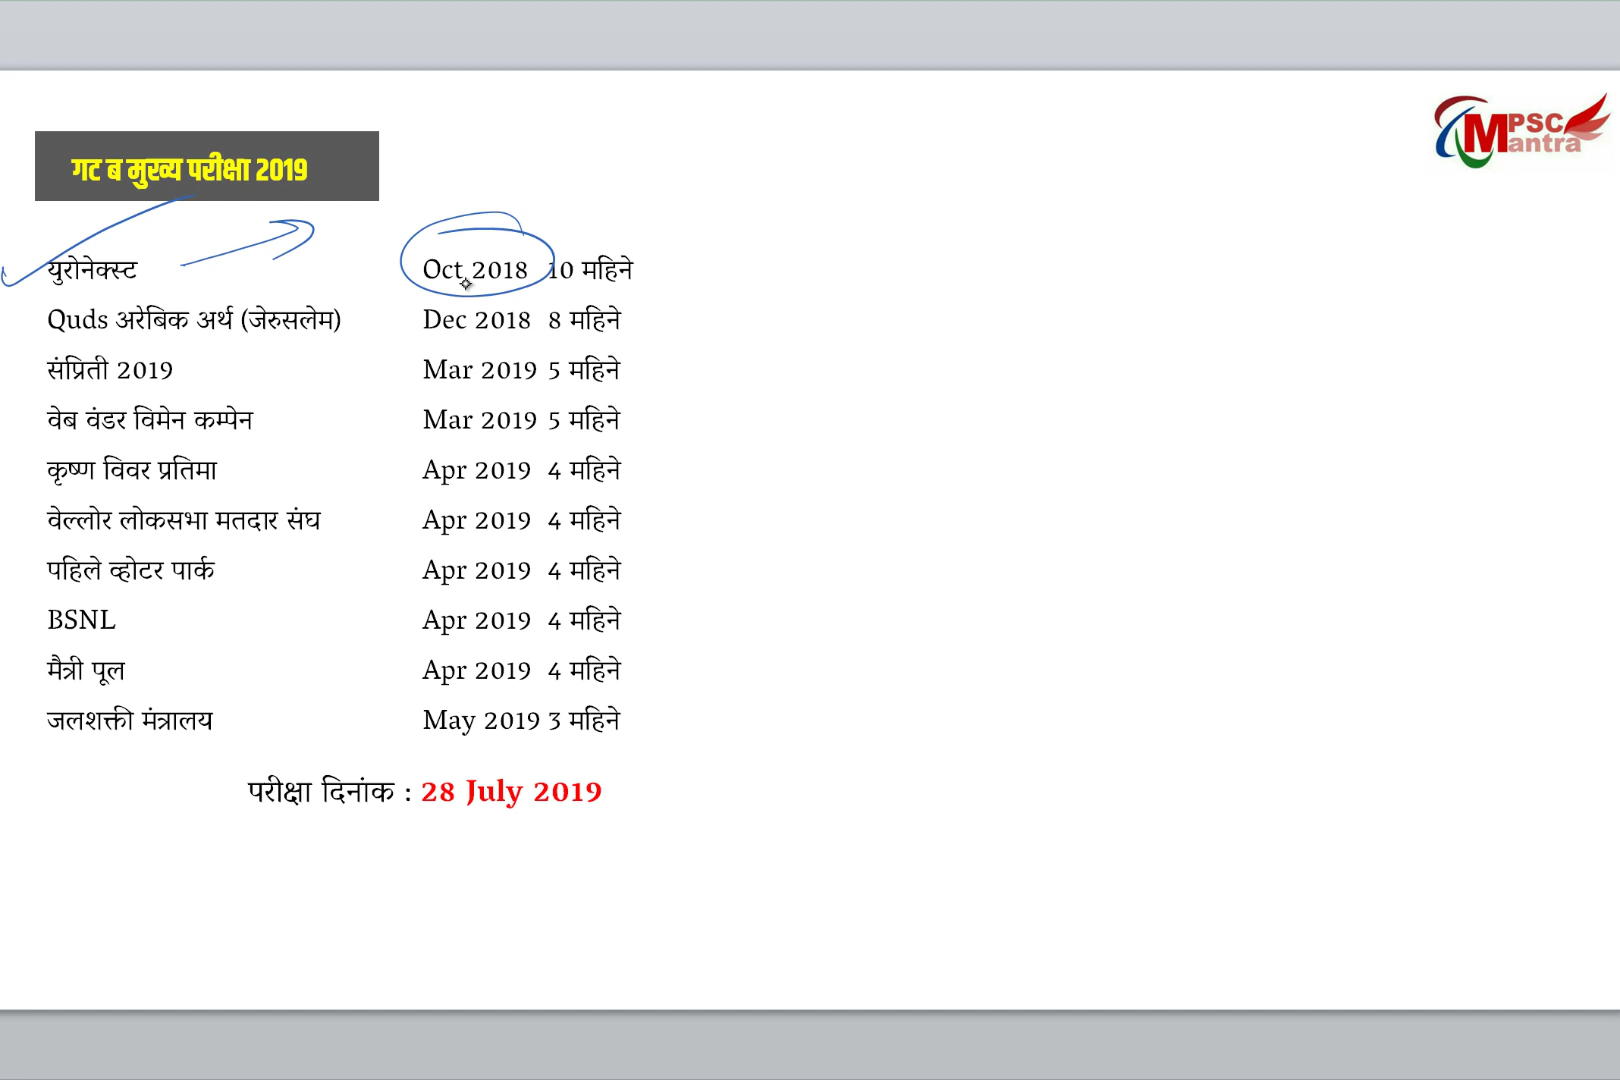 MPSC Mantra
गट ब मुख्य परीक्षा 2019
युरोनेक्स्ट Oct 2018 10 महिने
Quds अरेबिक अर्थ (जेरुसलेम) Dec 2018 8 महिने
संप्रिती 2019 Mar 2019 5 महिने
वेब वंडर विमेन कम्पेन Mar 2019 5 महिने
कृष्ण विवर प्रतिमा Apr 2019 4 महिने
वेल्लोर लोकसभा मतदार संघ Apr 2019 4 महिने
पहिले व्होटर पार्क Apr 2019 4 महिने
BSNL Apr 2019 4 महिने
मैत्री पूल Apr 2019 4 महिने
जलशक्ती मंत्रालय May 2019 3 महिने
परीक्षा दिनांक : 28 July 2019